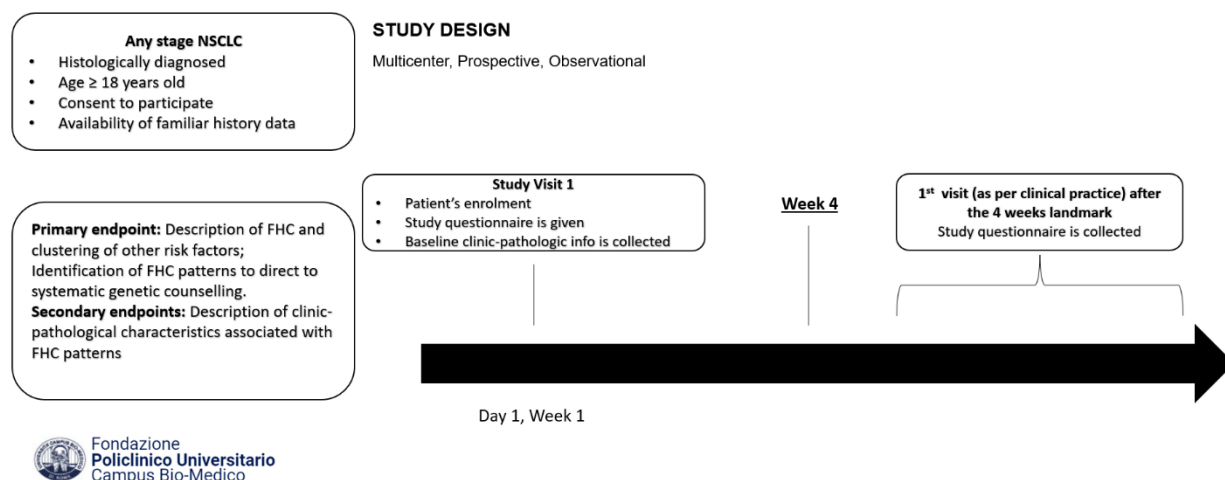 Any stage NSCLC
• Histologically diagnosed
• Age ≥ 18 years old
• Consent to participate
• Availability of familiar history data
STUDY DESIGN
Multicenter, Prospective, Observational
Primary endpoint: Description of FHC and
clustering of other risk factors;
Identification of FHC patterns to direct to
systematic genetic counselling.
Secondary endpoints: Description of clinic-
pathological characteristics associated with
FHC patterns
Study Visit 1
• Patient's enrolment
• Study questionnaire is given
• Baseline clinic-pathologic info is collected
Week 4
1st visit (as per clinical practice) after
the 4 weeks landmark
Study questionnaire is collected
Day 1, Week 1
Fondazione
Policlinico Universitario
Campus Bio-Medico